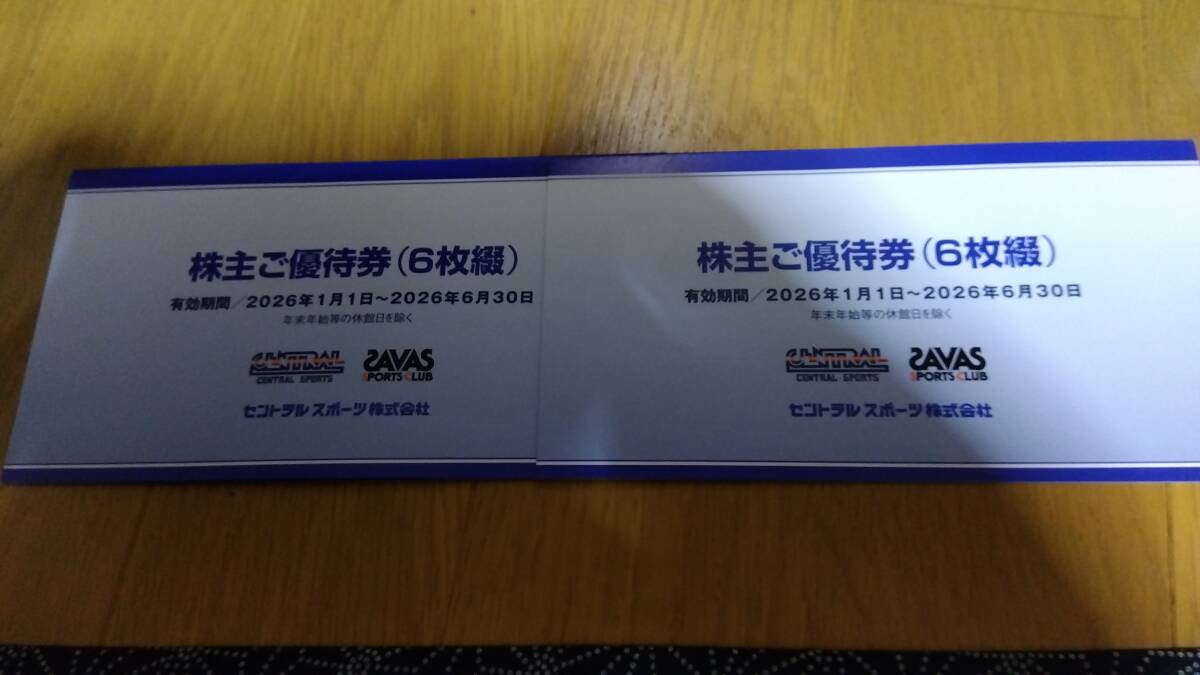 株主ご優待券(6枚綴)
有効期間/2026年1月1日～2026年6月30日
年末年始等の休館日を除く
CENTRAL
CENTRAL SPORTS
SAVAS
SPORTS CLUB
セントラルスポーツ株式会社
株主ご優待券(6枚綴)
有効期間/2026年1月1日～2026年6月30日
年末年始等の休館日を除く
CENTRAL
CENTRAL SPORTS
SAVAS
SPORTS CLUB
セントラルスポーツ株式会社